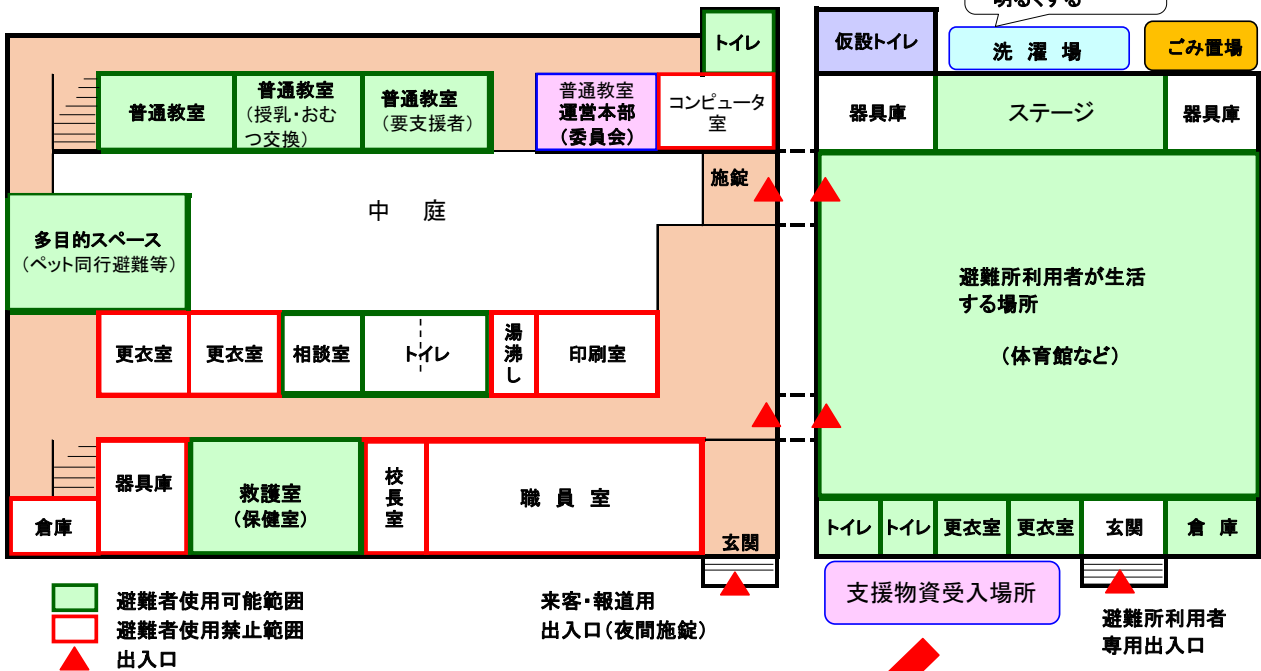 明るくする
トイレ
仮設トイレ
洗濯場
ごみ置場
普通教室
普通教室
(授乳・おむ
つ交換)
普通教室
(要支援者)
普通教室
運営本部
(委員会)
コンピュータ
室
器具庫
ステージ
器具庫
施錠
中 庭
多目的スペース
(ペット同行避難等)
避難所利用者が生活
する場所
(体育館など)
更衣室
更衣室
相談室
トイレ
湯沸し
印刷室
倉庫
器具庫
救護室
(保健室)
校長室
職員室
玄関
トイレ
トイレ
更衣室
更衣室
玄関
倉庫
避難者使用可能範囲
避難者使用禁止範囲
出入口
来客・報道用
出入口(夜間施錠)
支援物資受入場所
避難所利用者
専用出入口